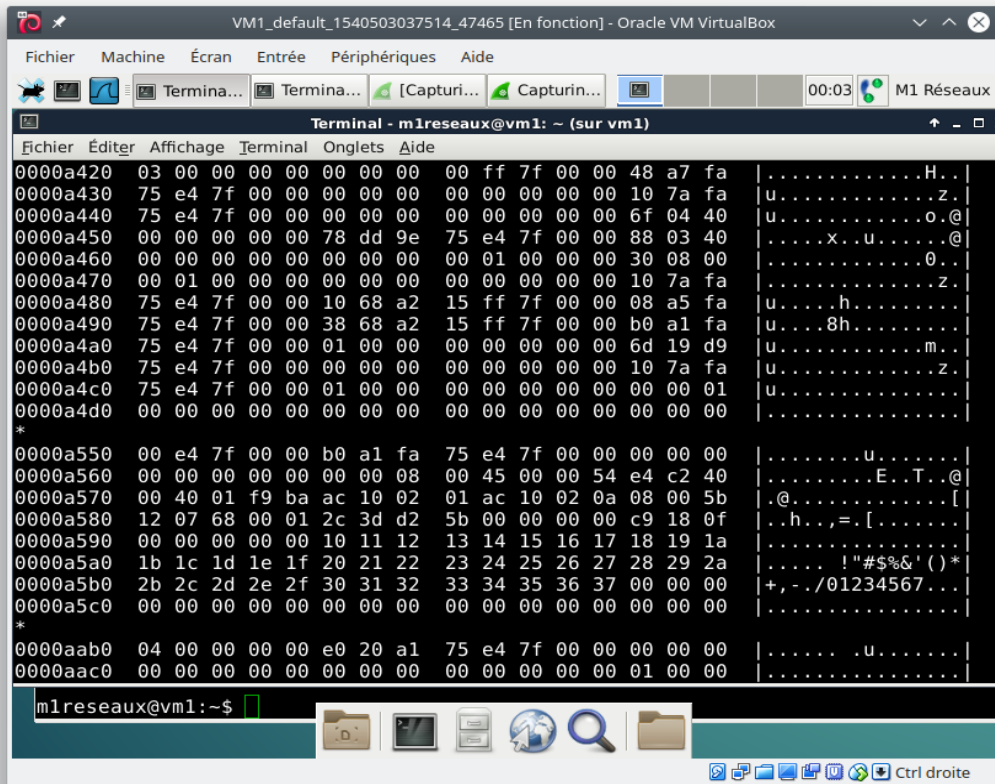 VM1_default_1540503037514_47465 [En fonction] - Oracle VM VirtualBox
Fichier Machine Écran Entrée Périphériques Aide
Termina... Termina... [Capturi... Capturin... 00:03 M1 Réseaux
Terminal - m1reseaux@vm1: ~ (sur vm1)
Fichier Éditer Affichage Terminal Onglets Aide
0000a420  03 00 00 00 00 00 00 00  00 ff 7f 00 00 48 a7 fa  |.............H..|
0000a430  75 e4 7f 00 00 00 00 00  00 00 00 00 00 10 7a fa  |u.............z.|
0000a440  75 e4 7f 00 00 00 00 00  00 00 00 00 00 6f 04 40  |u............o.@|
0000a450  00 00 00 00 00 78 dd 9e  75 e4 7f 00 00 88 03 40  |.....x..u......@|
0000a460  00 00 00 00 00 00 00 00  00 01 00 00 00 30 08 00  |.............0..|
0000a470  00 01 00 00 00 00 00 00  00 00 00 00 00 10 7a fa  |..............z.|
0000a480  75 e4 7f 00 00 10 68 a2  15 ff 7f 00 00 08 a5 fa  |u.....h.........|
0000a490  75 e4 7f 00 00 38 68 a2  15 ff 7f 00 00 b0 a1 fa  |u....8h.........|
0000a4a0  75 e4 7f 00 00 01 00 00  00 00 00 00 00 6d 19 d9  |u............m..|
0000a4b0  75 e4 7f 00 00 00 00 00  00 00 00 00 00 10 7a fa  |u.............z.|
0000a4c0  75 e4 7f 00 00 01 00 00  00 00 00 00 00 00 00 01  |u...............|
0000a4d0  00 00 00 00 00 00 00 00  00 00 00 00 00 00 00 00  |................|
*
0000a550  00 e4 7f 00 00 b0 a1 fa  75 e4 7f 00 00 00 00 00  |........u.......|
0000a560  00 00 00 00 00 00 00 08  00 45 00 00 54 e4 c2 40  |.........E..T..@|
0000a570  00 40 01 f9 ba ac 10 02  01 ac 10 02 0a 08 00 5b  |.@.............[|
0000a580  12 07 68 00 01 2c 3d d2  5b 00 00 00 00 c9 18 0f  |..h..,=.[.......|
0000a590  00 00 00 00 00 10 11 12  13 14 15 16 17 18 19 1a  |................|
0000a5a0  1b 1c 1d 1e 1f 20 21 22  23 24 25 26 27 28 29 2a  |..... !"#$%&'()*|
0000a5b0  2b 2c 2d 2e 2f 30 31 32  33 34 35 36 37 00 00 00  |+,-./01234567...|
0000a5c0  00 00 00 00 00 00 00 00  00 00 00 00 00 00 00 00  |................|
*
0000aab0  04 00 00 00 00 e0 20 a1  75 e4 7f 00 00 00 00 00  |...... .u.......|
0000aac0  00 00 00 00 00 00 00 00  00 00 00 00 00 01 00 00  |................|
m1reseaux@vm1:~$
Ctrl droite